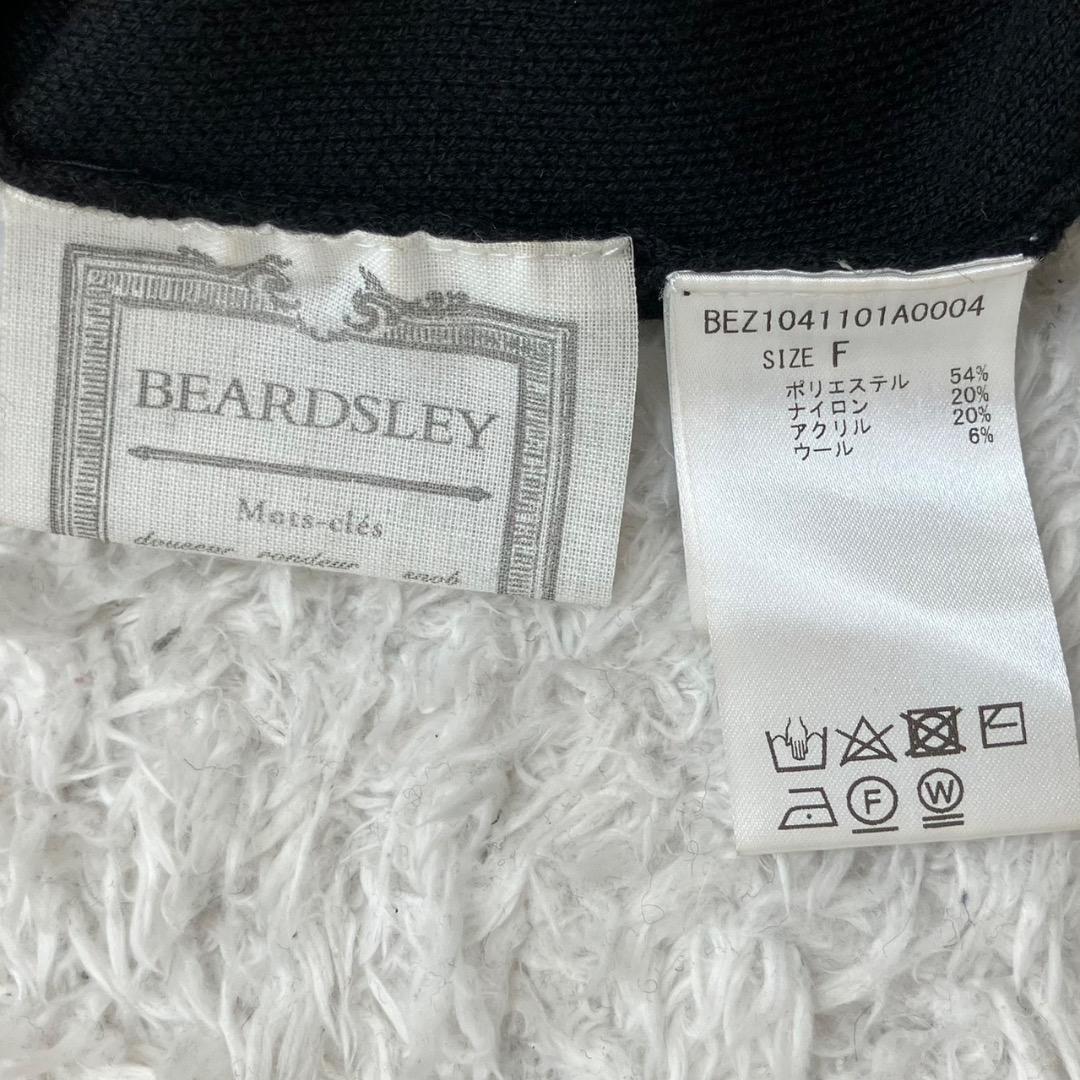 BEARDSLEY
Mots-clés
douceur rondeur snob
BEZ1041101A0004
SIZE F
ポリエステル 54%
ナイロン 20%
アクリル 20%
ウール 6%
F W